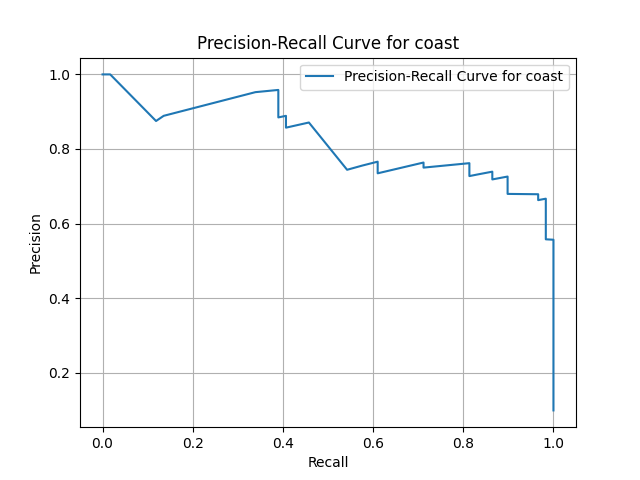 Precision-Recall Curve for coast
Precision-Recall Curve for coast
1.0
0.8
0.6
0.4
0.2
Precision
0.0 0.2 0.4 0.6 0.8 1.0
Recall